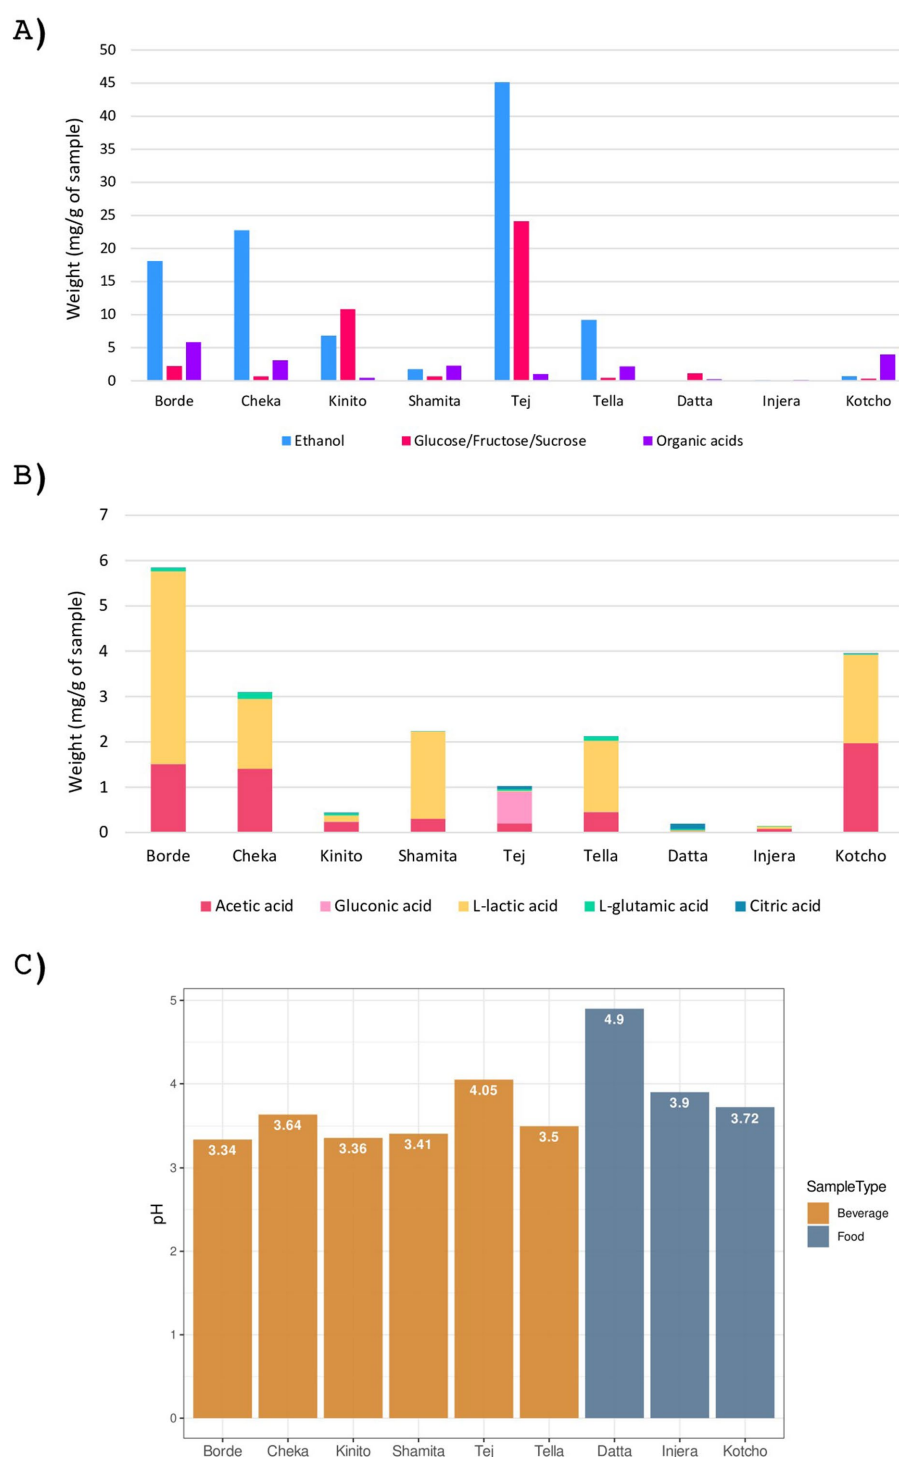 A)
50
45
40
35
30
25
20
15
10
5
0
Weight (mg/g of sample)
Borde Cheka Kinito Shamita Tej Tella Datta Injera Kotcho
Ethanol Glucose/Fructose/Sucrose Organic acids
B)
7
6
5
4
3
2
1
0
Weight (mg/g of sample)
Borde Cheka Kinito Shamita Tej Tella Datta Injera Kotcho
Acetic acid Gluconic acid L-lactic acid L-glutamic acid Citric acid
C)
5
4
3
2
1
0
pH
3.34 3.64 3.36 3.41 4.05 3.5 4.9 3.9 3.72
Borde Cheka Kinito Shamita Tej Tella Datta Injera Kotcho
SampleType
Beverage
Food